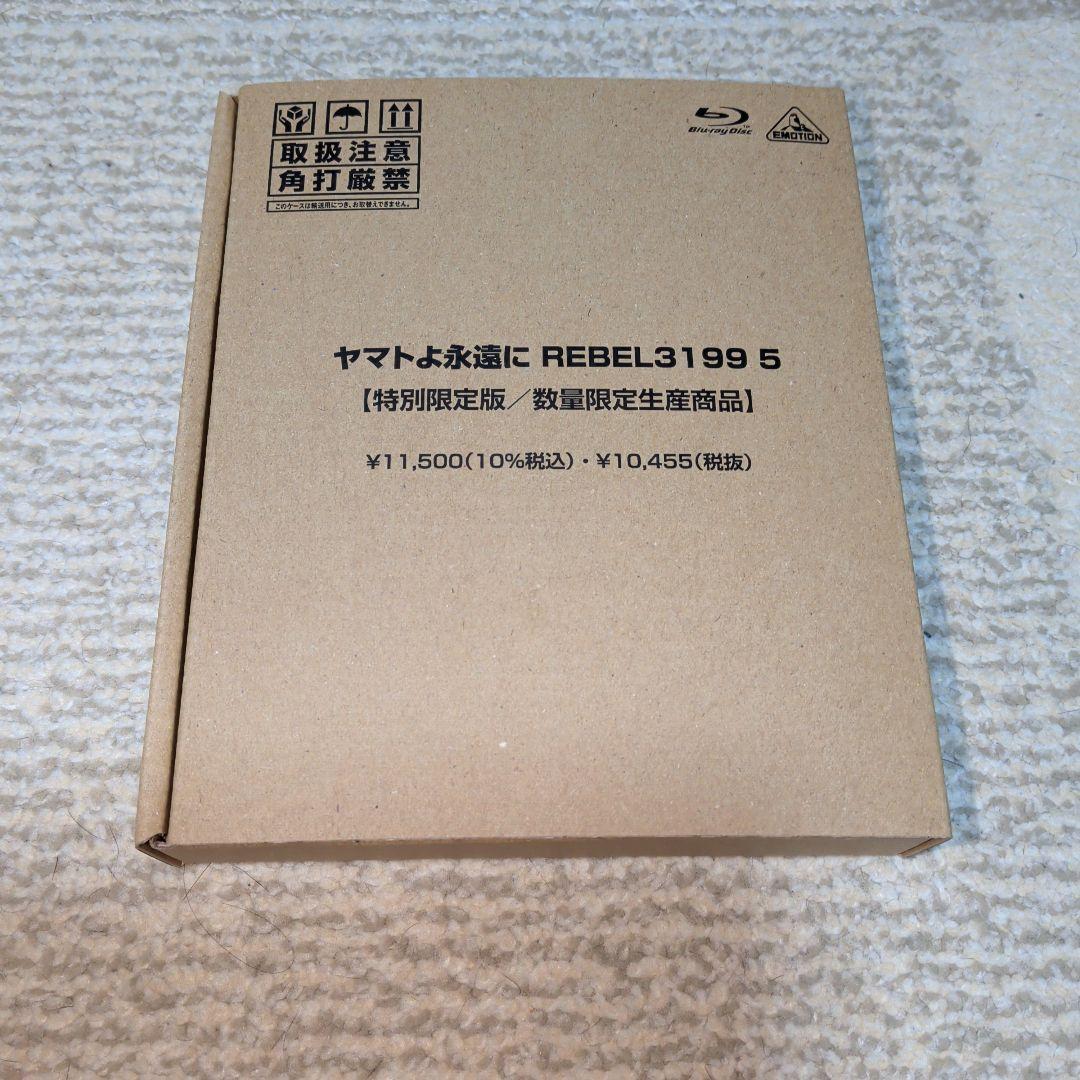 取扱注意
角打厳禁
このケースは輸送用につき、お取替えできません。
Blu-ray Disc TM
EMOTION
ヤマトよ永遠に REBEL3199 5
【特別限定版／数量限定生産商品】
¥11,500(10%税込)・¥10,455(税抜)